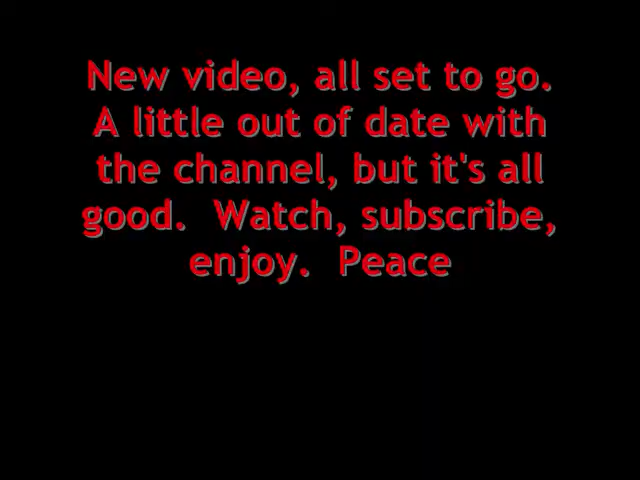 New video, all set to go.
A little out of date with
the channel, but it's all
good.  Watch, subscribe,
enjoy.  Peace